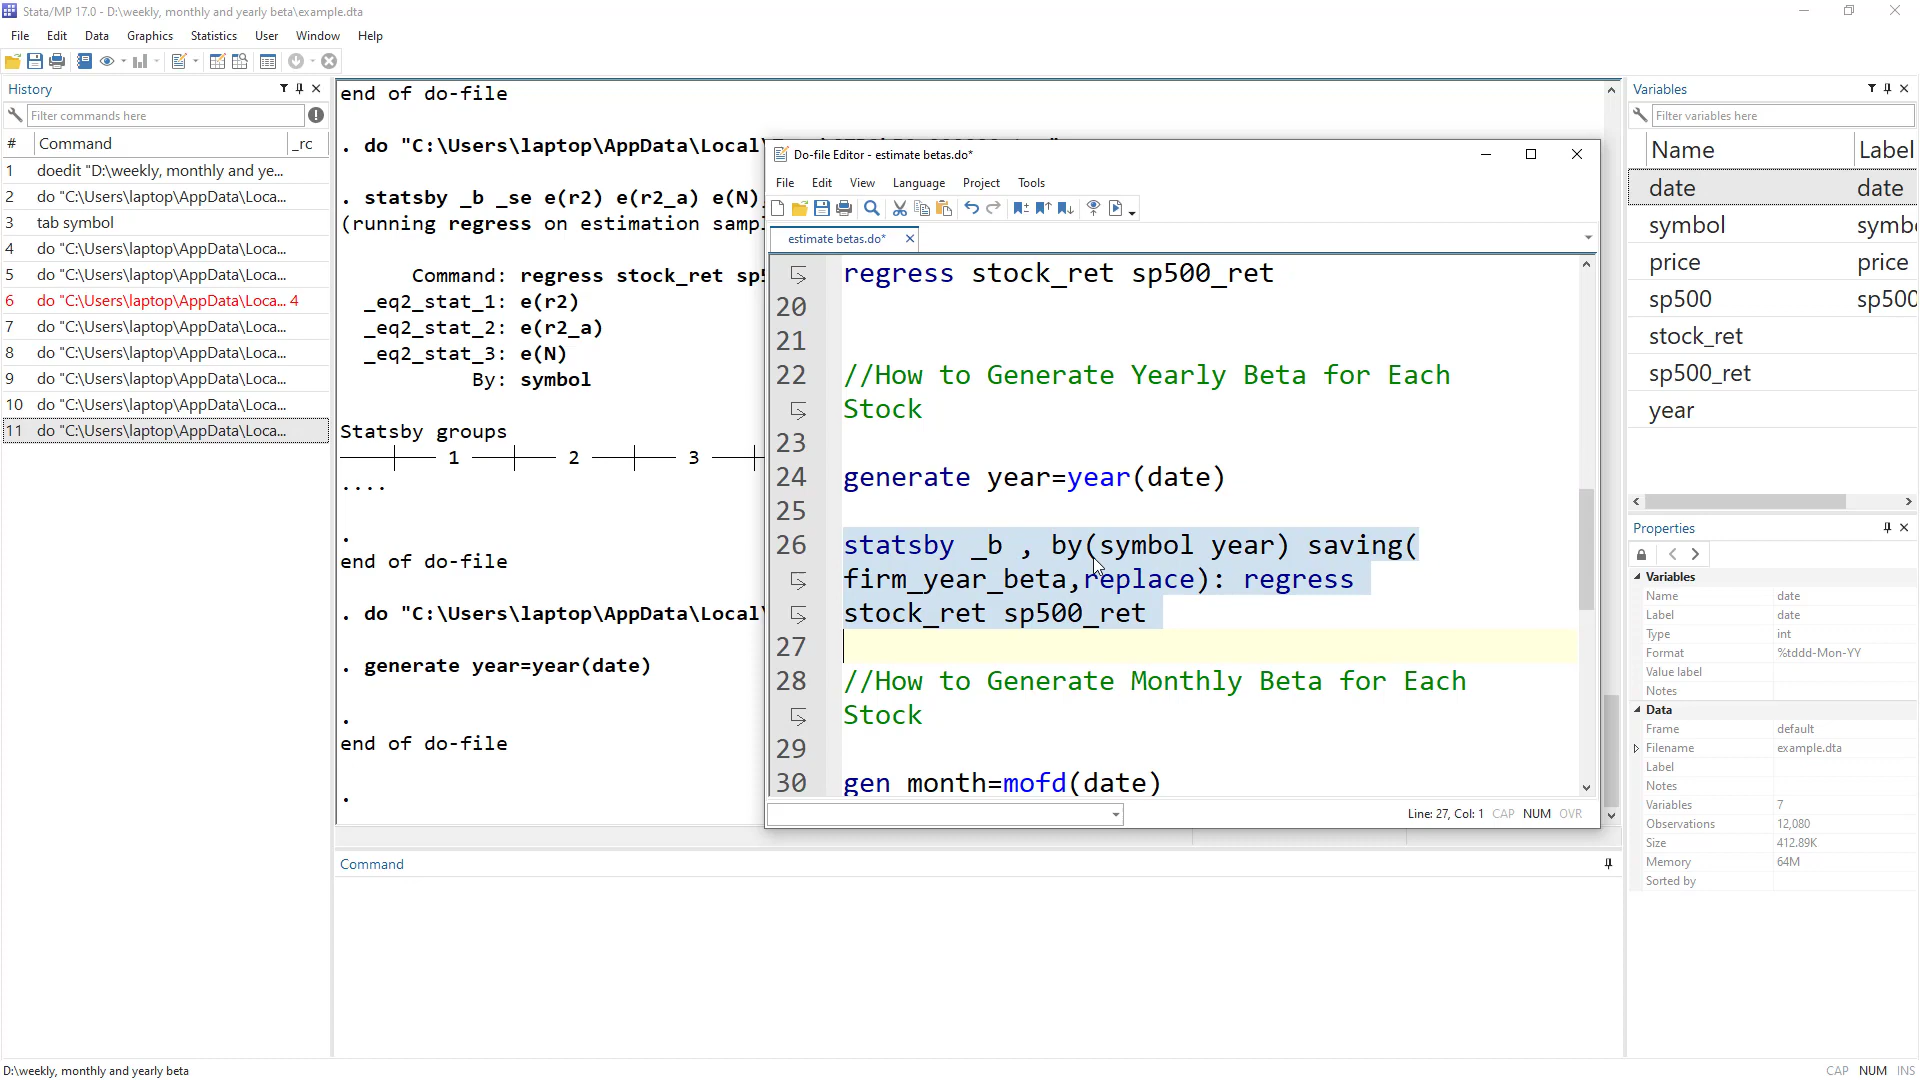 Stata/MP 17.0 - D:\weekly, monthly and yearly beta\example.dta
File Edit Data Graphics Statistics User Window Help
History
Filter commands here
# Command _rc
1 doedit "D:\weekly, monthly and ye...
2 do "C:\Users\laptop\AppData\Loca...
3 tab symbol
4 do "C:\Users\laptop\AppData\Loca...
5 do "C:\Users\laptop\AppData\Loca...
6 do "C:\Users\laptop\AppData\Loca... 4
7 do "C:\Users\laptop\AppData\Loca...
8 do "C:\Users\laptop\AppData\Loca...
9 do "C:\Users\laptop\AppData\Loca...
10 do "C:\Users\laptop\AppData\Loca...
11 do "C:\Users\laptop\AppData\Loca...
end of do-file
. do "C:\Users\laptop\AppData\Local\
. statsby _b _se e(r2) e(r2_a) e(N)
(running regress on estimation sampl
Command: regress stock_ret sp5
_eq2_stat_1: e(r2)
_eq2_stat_2: e(r2_a)
_eq2_stat_3: e(N)
By: symbol
Statsby groups
1 2 3
....
.
end of do-file
. do "C:\Users\laptop\AppData\Local\
. generate year=year(date)
.
end of do-file
.
Do-file Editor - estimate betas.do*
File Edit View Language Project Tools
estimate betas.do*
regress stock_ret sp500_ret
20
21
22 //How to Generate Yearly Beta for Each
Stock
23
24 generate year=year(date)
25
26 statsby _b , by(symbol year) saving(
firm_year_beta,replace): regress
stock_ret sp500_ret
27
28 //How to Generate Monthly Beta for Each
Stock
29
30 gen month=mofd(date)
Line: 27, Col: 1 CAP NUM OVR
Command
Variables
Filter variables here
Name Label
date date
symbol symb
price price
sp500 sp500
stock_ret
sp500_ret
year
Properties
Variables
Name date
Label date
Type int
Format %tddd-Mon-YY
Value label
Notes
Data
Frame default
Filename example.dta
Label
Notes
Variables 7
Observations 12,080
Size 412.89K
Memory 64M
Sorted by
D:\weekly, monthly and yearly beta
CAP NUM INS